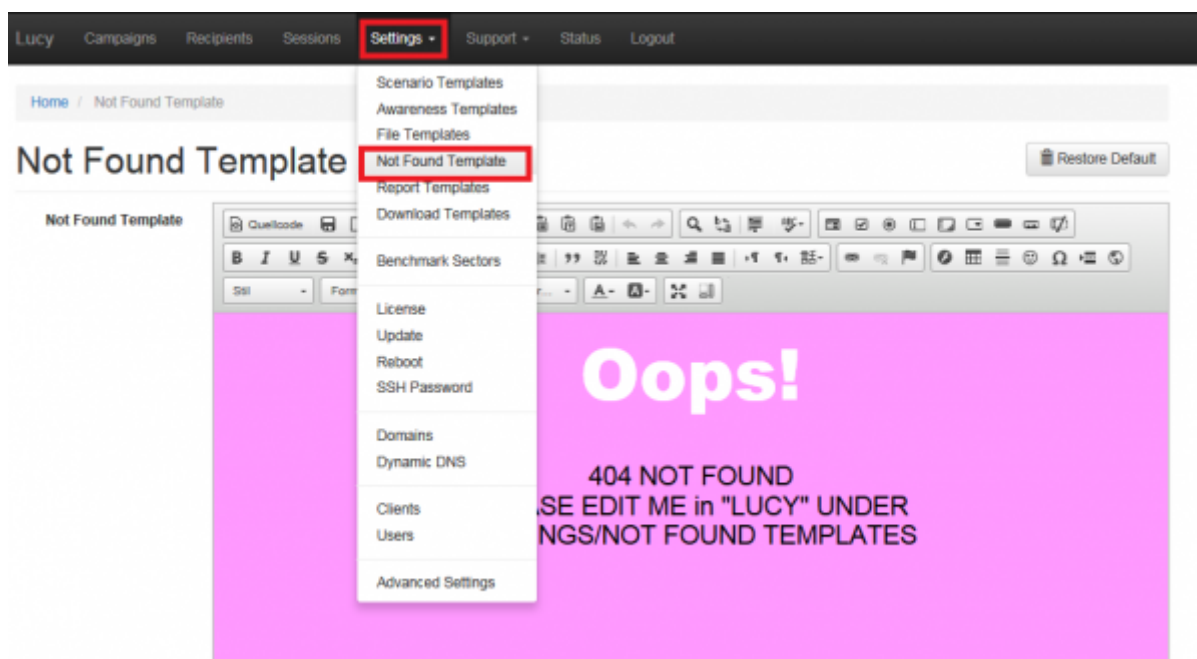 Lucy Campaigns Recipients Sessions Settings Support Status Logout
Home / Not Found Template
Scenario Templates
Awareness Templates
File Templates
Not Found Template
Report Templates
Download Templates
Benchmark Sectors
License
Update
Reboot
SSH Password
Domains
Dynamic DNS
Clients
Users
Advanced Settings
Not Found Template
Restore Default
Not Found Template
Quellcode
B I U S
Stil
Oops!
404 NOT FOUND
EDIT ME in "LUCY" UNDER
NGS/NOT FOUND TEMPLATES